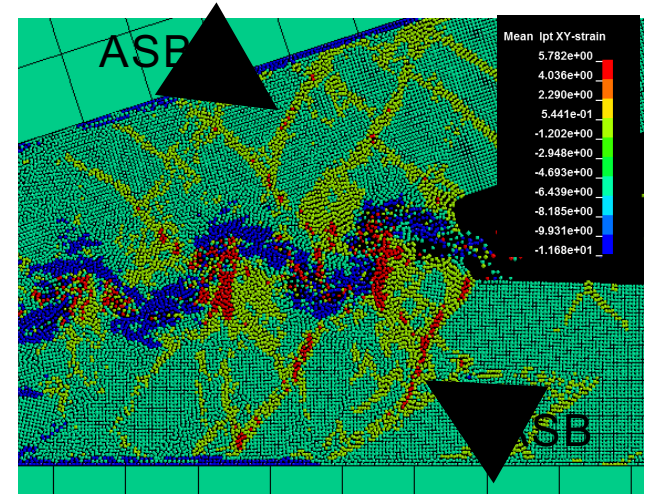 ASB
Mean Ipt XY-strain
5.782e+00
4.036e+00
2.290e+00
5.441e-01
-1.202e+00
-2.948e+00
-4.693e+00
-6.439e+00
-8.185e+00
-9.931e+00
-1.168e+01
ASB